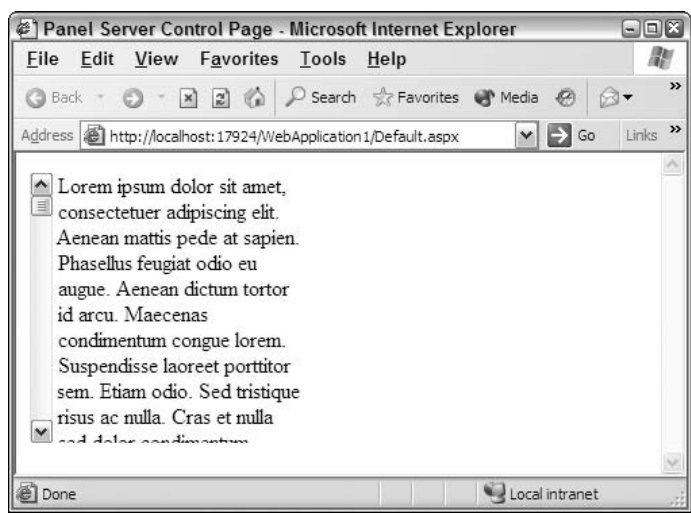 Panel Server Control Page - Microsoft Internet Explorer
File Edit View Favorites Tools Help
Back Search Favorites Media »
Address http://localhost:17924/WebApplication1/Default.aspx Go Links »
Lorem ipsum dolor sit amet,
consectetuer adipiscing elit.
Aenean mattis pede at sapien.
Phasellus feugiat odio eu
augue. Aenean dictum tortor
id arcu. Maecenas
condimentum congue lorem.
Suspendisse laoreet porttitor
sem. Etiam odio. Sed tristique
risus ac nulla. Cras et nulla
sed dolor condimentum
Done Local intranet